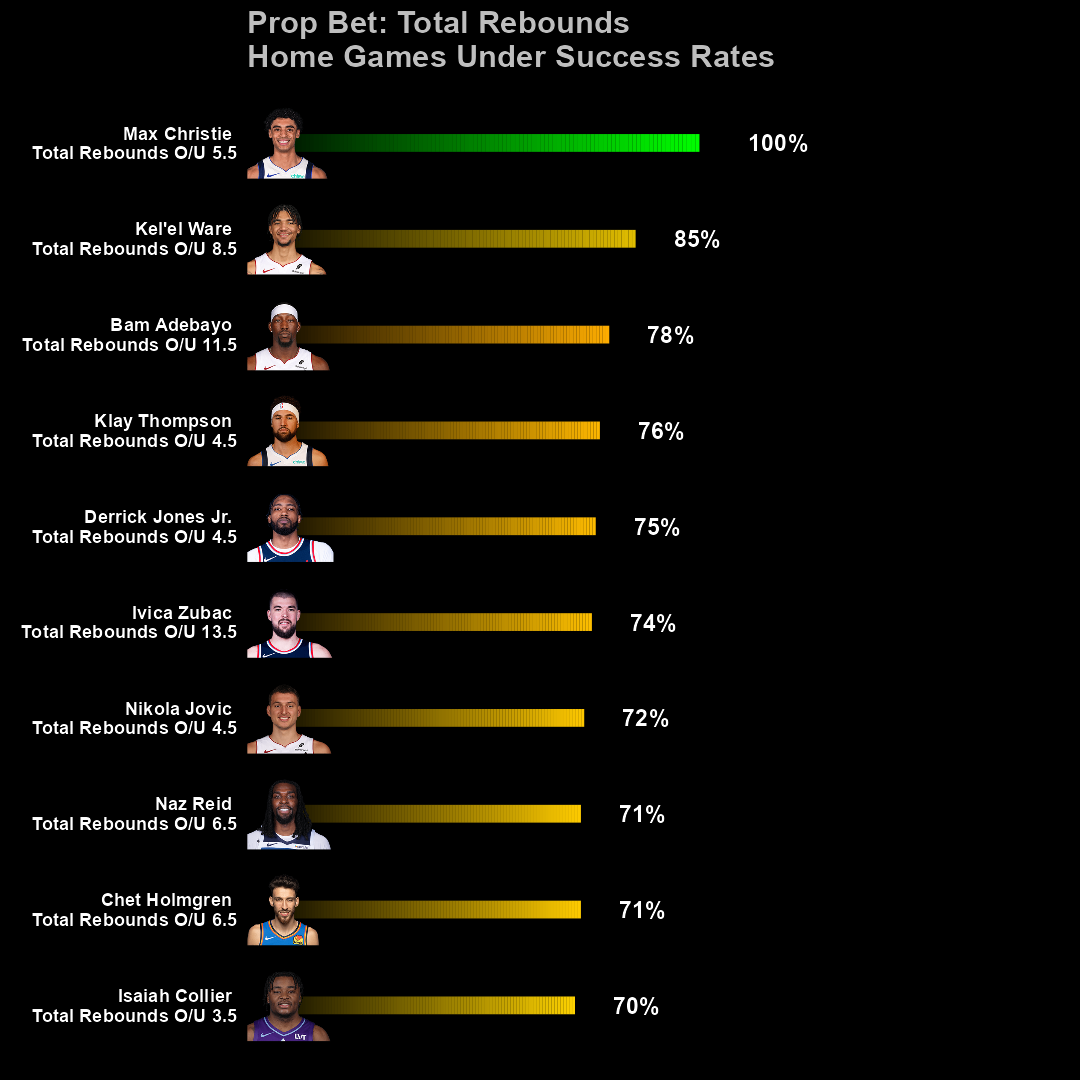 Prop Bet: Total Rebounds
Home Games Under Success Rates
Max Christie
Total Rebounds O/U 5.5
100%
Kel'el Ware
Total Rebounds O/U 8.5
85%
Bam Adebayo
Total Rebounds O/U 11.5
78%
Klay Thompson
Total Rebounds O/U 4.5
76%
Derrick Jones Jr.
Total Rebounds O/U 4.5
75%
Ivica Zubac
Total Rebounds O/U 13.5
74%
Nikola Jovic
Total Rebounds O/U 4.5
72%
Naz Reid
Total Rebounds O/U 6.5
71%
Chet Holmgren
Total Rebounds O/U 6.5
71%
Isaiah Collier
Total Rebounds O/U 3.5
70%